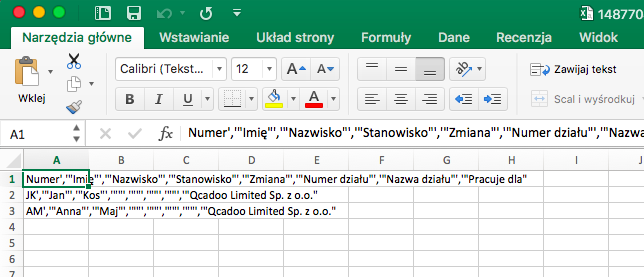 148770
Narzędzia główne Wstawianie Układ strony Formuły Dane Recenzja Widok
Wklej
Calibri (Tekst... 12 A A Zawijaj tekst
B I U A Scal i wyśrodkuj
A1 fx Numer','"Imię"','"Nazwisko"','"Stanowisko"','"Zmiana"','"Numer działu"','"Nazwa
A B C D E F G H I J
1 Numer','"Imię"','"Nazwisko"','"Stanowisko"','"Zmiana"','"Numer działu"','"Nazwa działu"','"Pracuje dla"
2 JK','"Jan"','"Kos"','""','""','""','""','"Qcadoo Limited Sp. z o.o."
3 AM','"Anna"','"Maj"','""','""','""','""','"Qcadoo Limited Sp. z o.o."
4
5
6
7